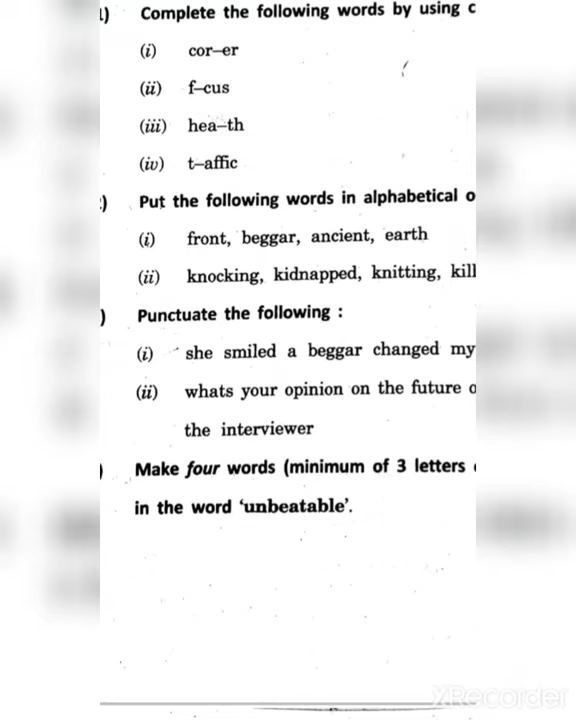 1) Complete the following words by using c
(i) cor–er
(ii) f–cus
(iii) hea–th
(iv) t–affic
) Put the following words in alphabetical o
(i) front, beggar, ancient, earth
(ii) knocking, kidnapped, knitting, kill
) Punctuate the following :
(i) she smiled a beggar changed my
(ii) whats your opinion on the future o
the interviewer
) Make four words (minimum of 3 letters
in the word ‘unbeatable’.
XRecorder